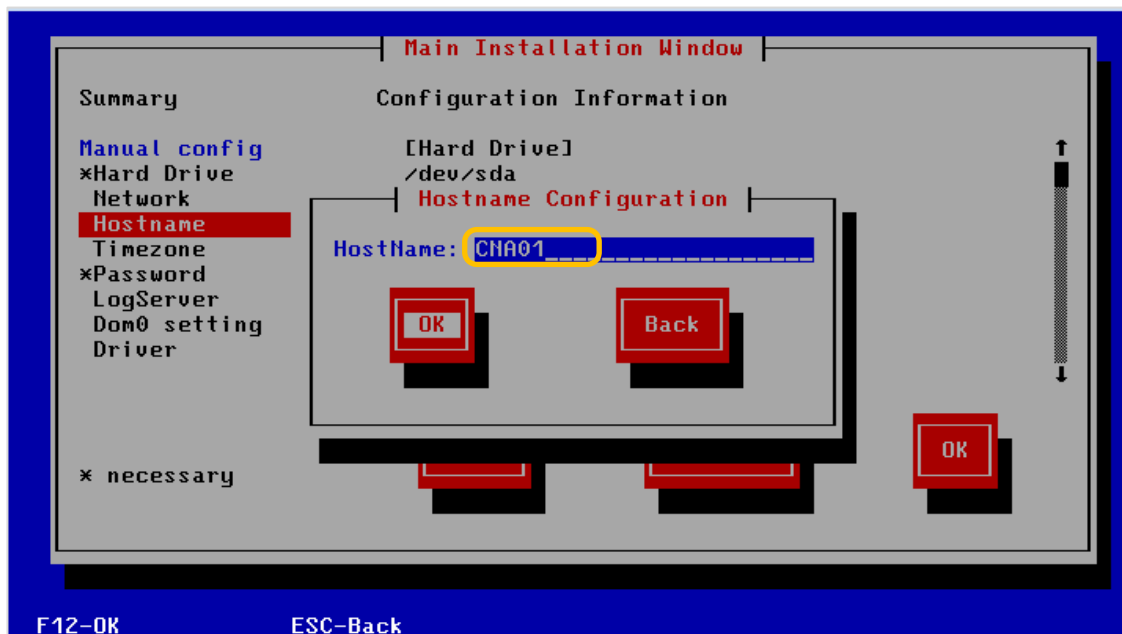 Main Installation Window
Summary Configuration Information
Manual config [Hard Drive]
*Hard Drive /dev/sda
Network Hostname Configuration
Hostname
Timezone HostName: CNA01
*Password
LogServer
Dom0 setting OK Back
Driver
OK
* necessary
F12-OK ESC-Back